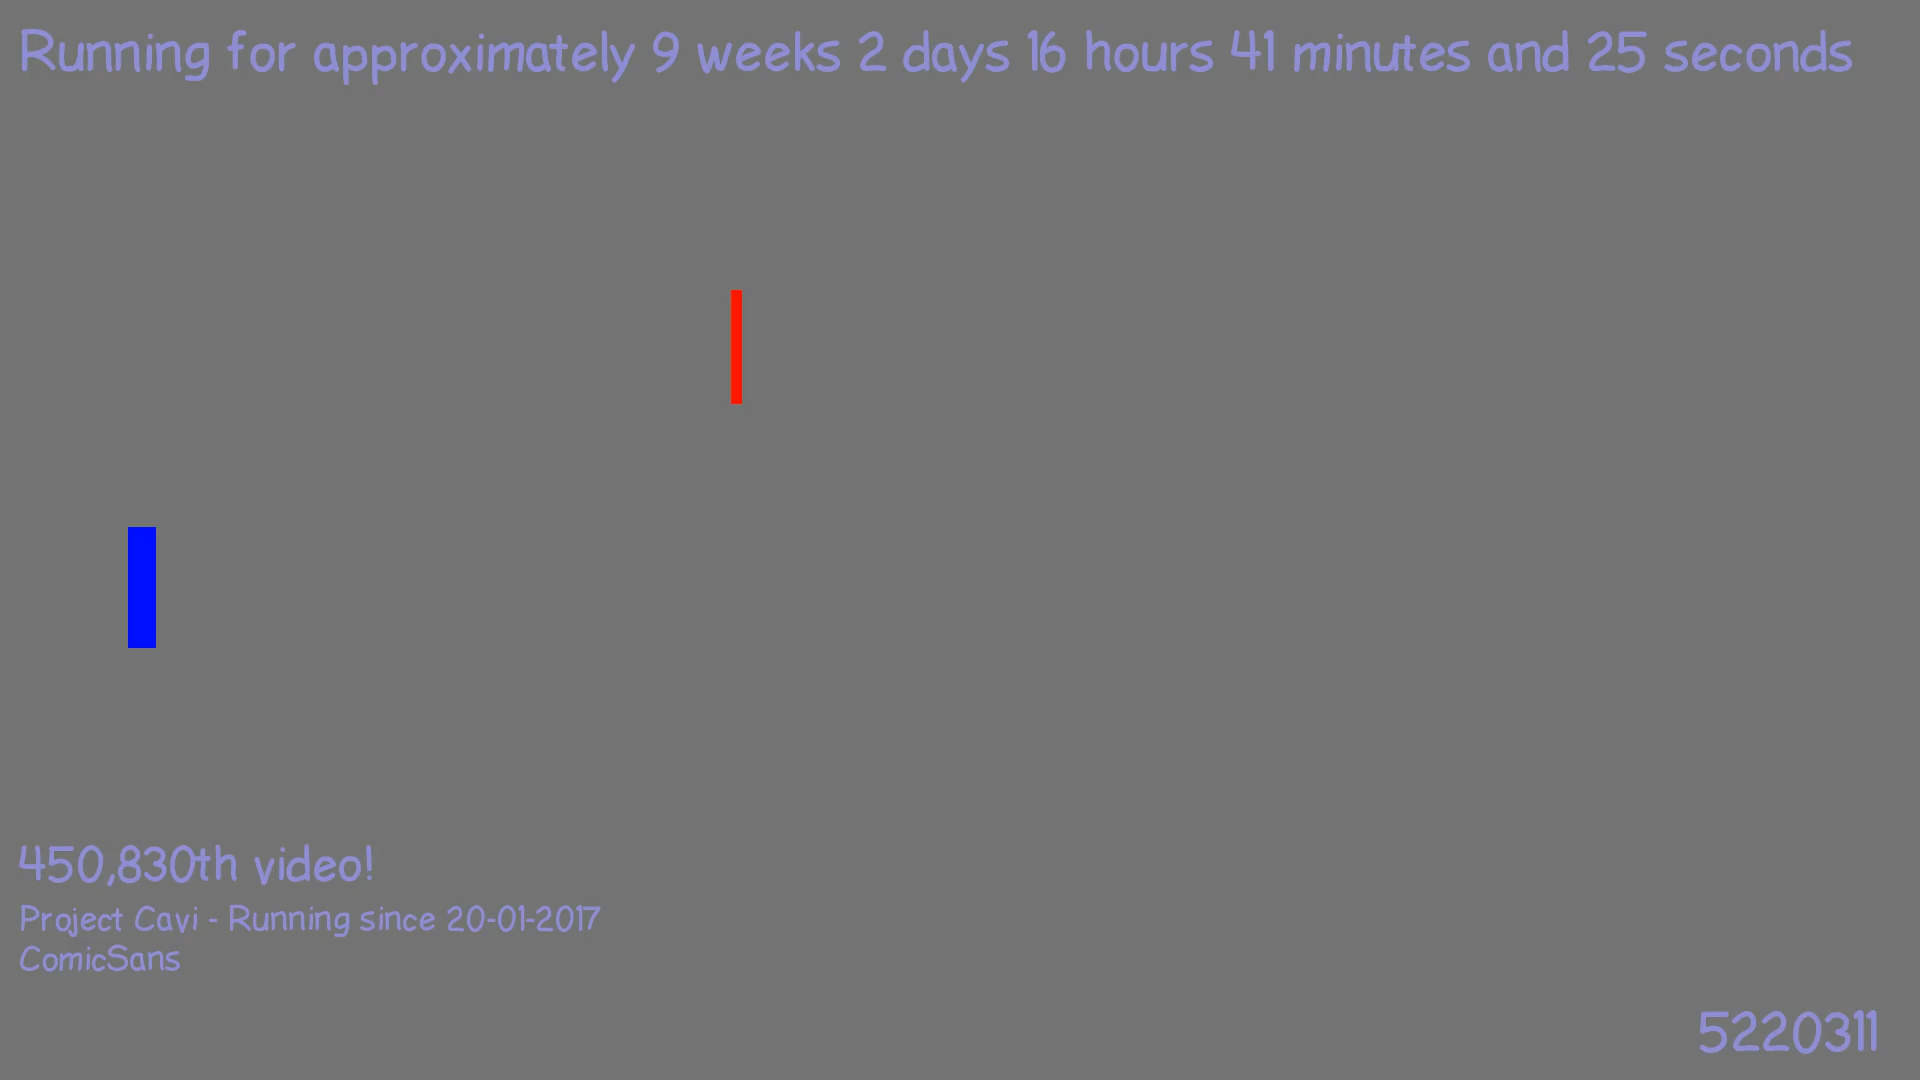 Running for approximately 9 weeks 2 days 16 hours 41 minutes and 25 seconds
450,830th video!
Project Cavi - Running since 20-01-2017
ComicSans
5220311